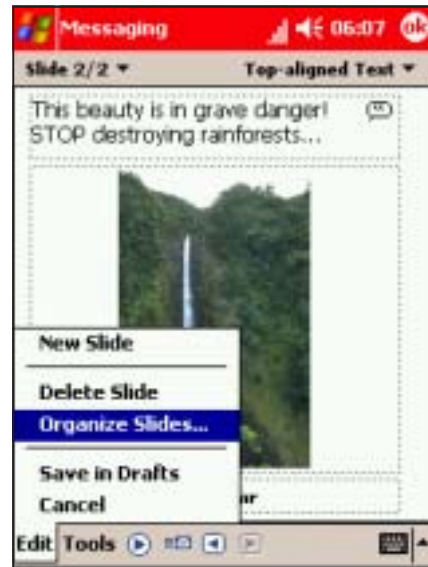 Messaging 06:07 ok
Slide 2/2 Top-aligned Text
This beauty is in grave danger!
STOP destroying rainforests...
New Slide
Delete Slide
Organize Slides...
Save in Drafts
Cancel
Edit Tools